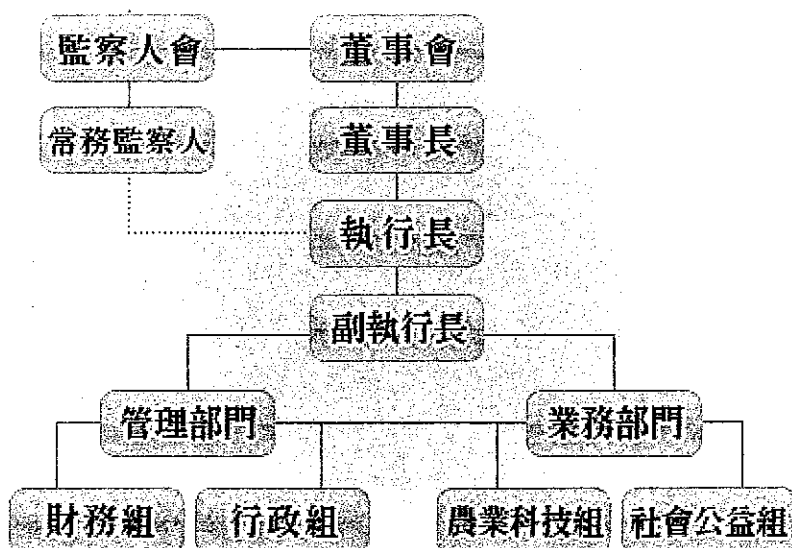 監察人會
董事會
常務監察人
董事長
執行長
副執行長
管理部門
業務部門
財務組
行政組
農業科技組
社會公益組